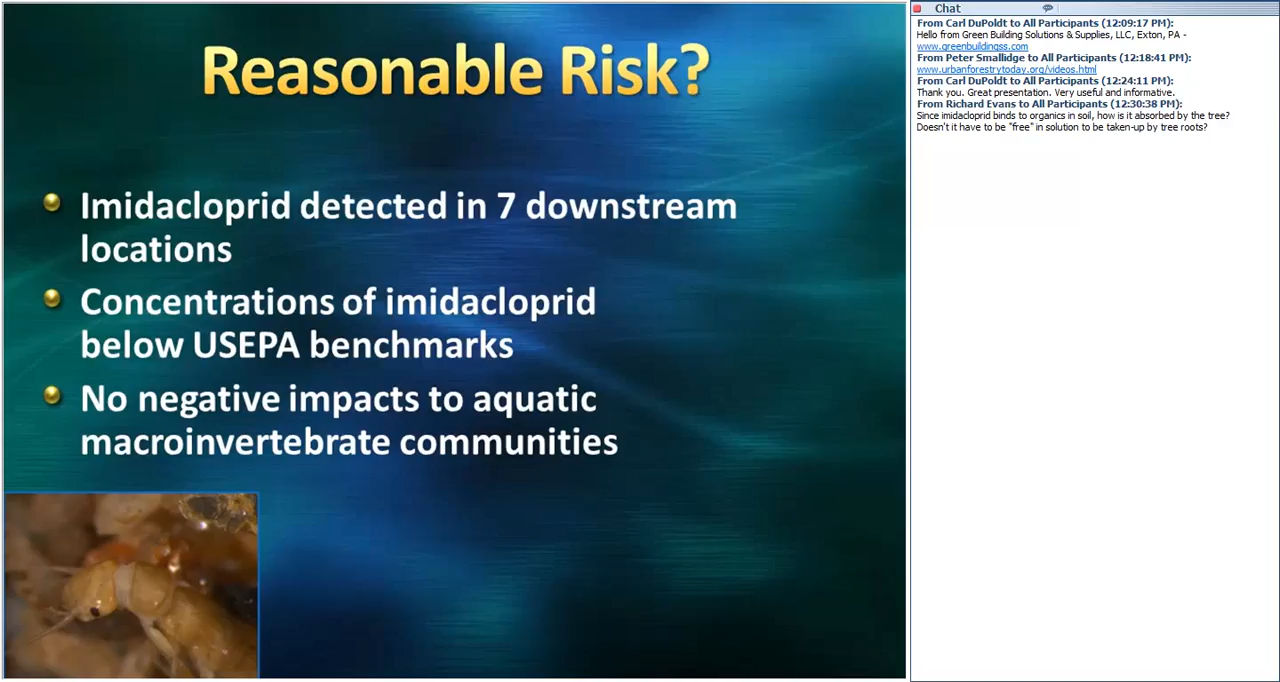 Reasonable Risk?
Imidacloprid detected in 7 downstream
locations
Concentrations of imidacloprid
below USEPA benchmarks
No negative impacts to aquatic
macroinvertebrate communities
Chat
From Carl DuPoldt to All Participants (12:09:17 PM):
Hello from Green Building Solutions & Supplies, LLC, Exton, PA -
www.greenbuildingss.com
From Peter Smallidge to All Participants (12:18:41 PM):
www.urbanforestrytoday.org/videos.html
From Carl DuPoldt to All Participants (12:24:11 PM):
Thank you. Great presentation. Very useful and informative.
From Richard Evans to All Participants (12:30:38 PM):
Since imidacloprid binds to organics in soil, how is it absorbed by the tree?
Doesn't it have to be "free" in solution to be taken-up by tree roots?